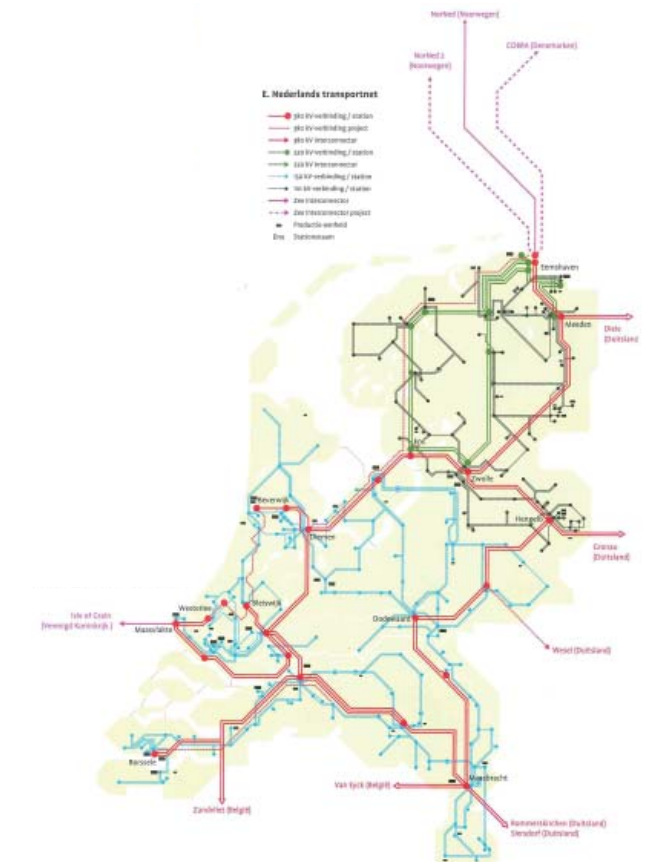 NorNed (Noorwegen)
COBRA (Denemarken)
NorNed 2
(Noorwegen)
E. Nederlands transportnet
380 kV-verbinding / station
380 kV-verbinding project
380 kV interconnector
220 kV-verbinding / station
220 kV interconnector
150 kV-verbinding / station
110 kV-verbinding / station
Zee interconnector
Zee interconnector project
Productie-eenheid
Ens Stationsnaam
Eemshaven
Meeden
Diele
(Duitsland
Ens
Zwolle
Beverwijk
Hengelo
Diemen
Gronau
(Duitsland)
Isle of Grain
(Verenigd Koninkrijk )
Westerlee
Bleiswijk
Maasvlakte
Dodewaard
Wesel (Duitsland)
Borssele
Maasbracht
Van Eyck (België)
Zandvliet (België)
Rommerskirchen (Duitsland)
Siersdorf (Duitsland)